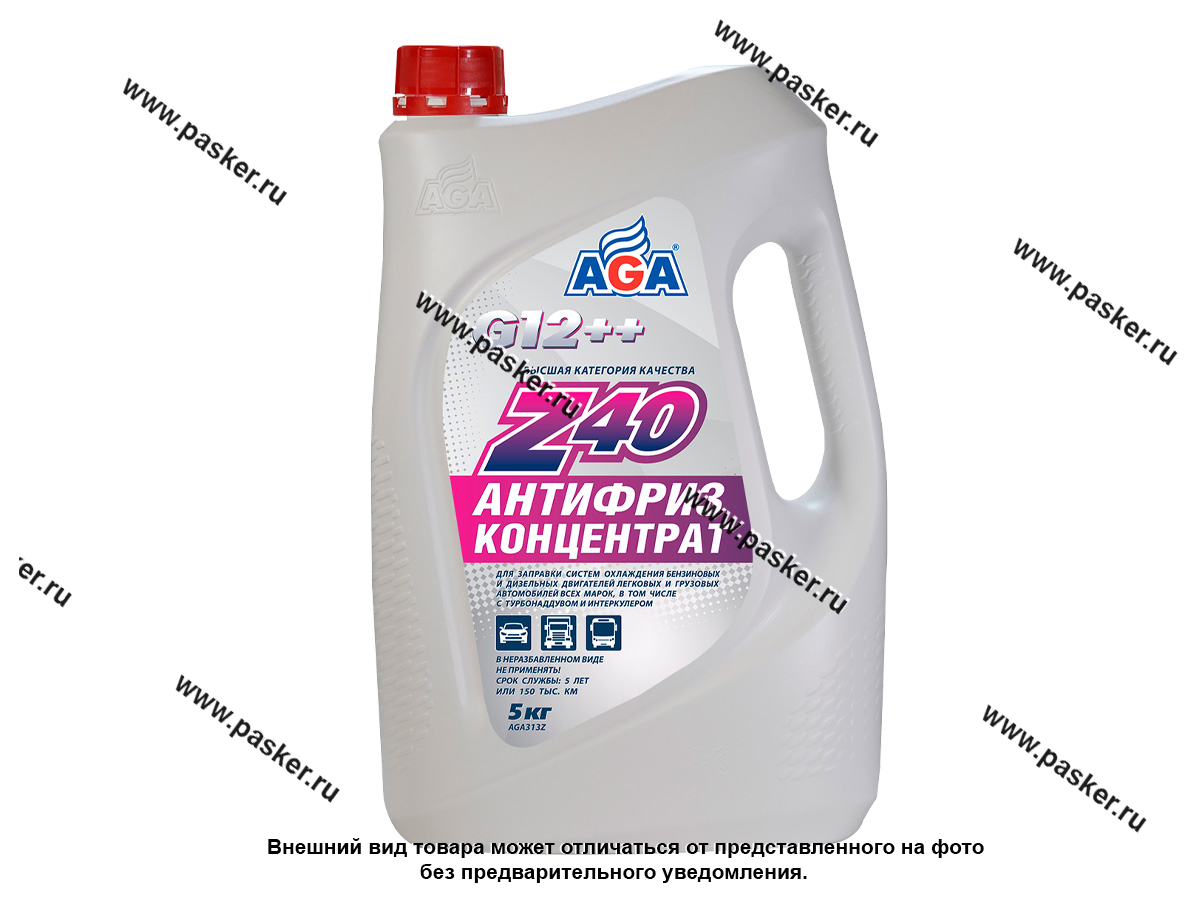 www.pasker.ru
www.pasker.ru
AGA
AGA®
www.pasker.ru
www.pasker.ru
G12++
ВЫСШАЯ КАТЕГОРИЯ КАЧЕСТВА
Z40
АНТИФРИЗ
КОНЦЕНТРАТ
www.pasker.ru
er.ru
ДЛЯ ЗАПРАВКИ СИСТЕМ ОХЛАЖДЕНИЯ БЕНЗИНОВЫХ
И ДИЗЕЛЬНЫХ ДВИГАТЕЛЕЙ ЛЕГКОВЫХ И ГРУЗОВЫХ
АВТОМОБИЛЕЙ ВСЕХ МАРОК, В ТОМ ЧИСЛЕ
С ТУРБОНАДДУВОМ И ИНТЕРКУЛЕРОМ
В НЕРАЗБАВЛЕННОМ ВИДЕ
НЕ ПРИМЕНЯТЬ!
СРОК СЛУЖБЫ: 5 ЛЕТ
ИЛИ 150 ТЫС. КМ
5 кг
AGA313Z
www.pasker.ru
www.pasker.ru
Внешний вид товара может отличаться от представленного на фото
без предварительного уведомления.